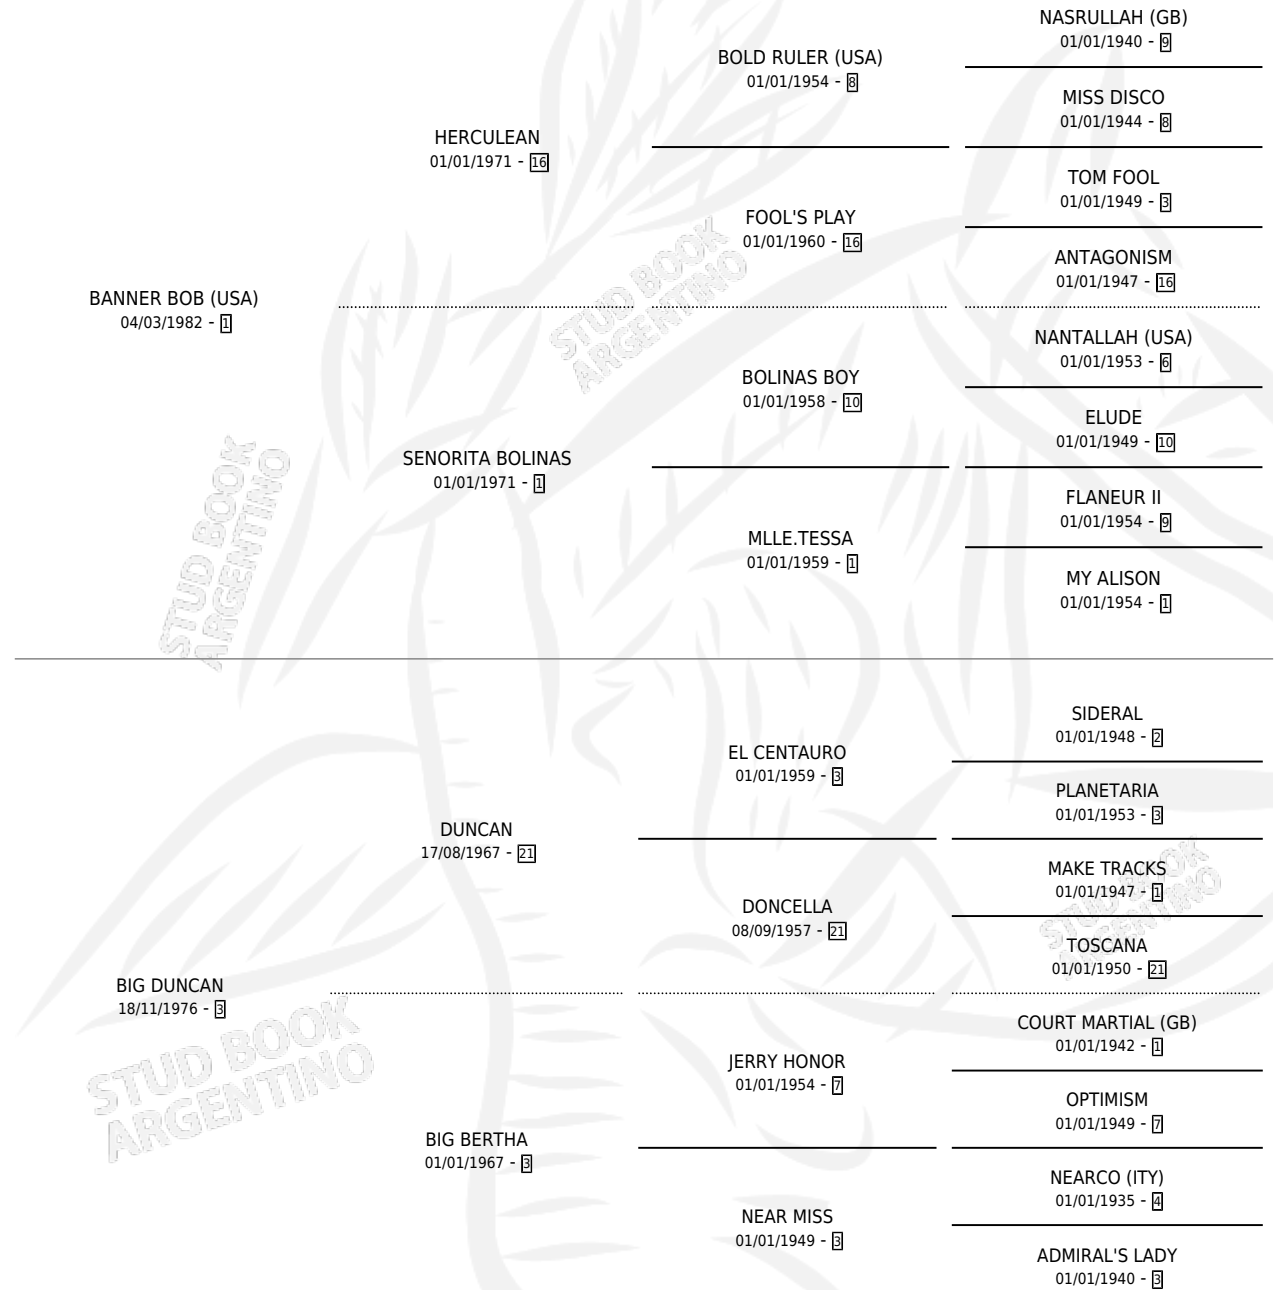 NASRULLAH (GB)
01/01/1940 - 9
BOLD RULER (USA)
01/01/1954 - 8
MISS DISCO
01/01/1944 - 8
HERCULEAN
01/01/1971 - 16
TOM FOOL
01/01/1949 - 3
FOOL'S PLAY
01/01/1960 - 16
ANTAGONISM
01/01/1947 - 16
BANNER BOB (USA)
04/03/1982 - 1
STUD BOOK
ARGENTINO
NANTALLAH (USA)
01/01/1953 - 6
BOLINAS BOY
01/01/1958 - 10
ELUDE
01/01/1949 - 10
SENORITA BOLINAS
01/01/1971 - 1
FLANEUR II
01/01/1954 - 9
MLLE.TESSA
01/01/1959 - 1
MY ALISON
01/01/1954 - 1
STUD BOOK
ARGENTINO
SIDERAL
01/01/1948 - 2
EL CENTAURO
01/01/1959 - 3
PLANETARIA
01/01/1953 - 3
DUNCAN
17/08/1967 - 21
MAKE TRACKS
01/01/1947 - 1
DONCELLA
08/09/1957 - 21
STUD BOOK
ARGENTINO
TOSCANA
01/01/1950 - 21
BIG DUNCAN
18/11/1976 - 3
STUD BOOK
ARGENTINO
COURT MARTIAL (GB)
01/01/1942 - 1
JERRY HONOR
01/01/1954 - 7
OPTIMISM
01/01/1949 - 7
BIG BERTHA
01/01/1967 - 3
NEARCO (ITY)
01/01/1935 - 4
NEAR MISS
01/01/1949 - 3
ADMIRAL'S LADY
01/01/1940 - 3